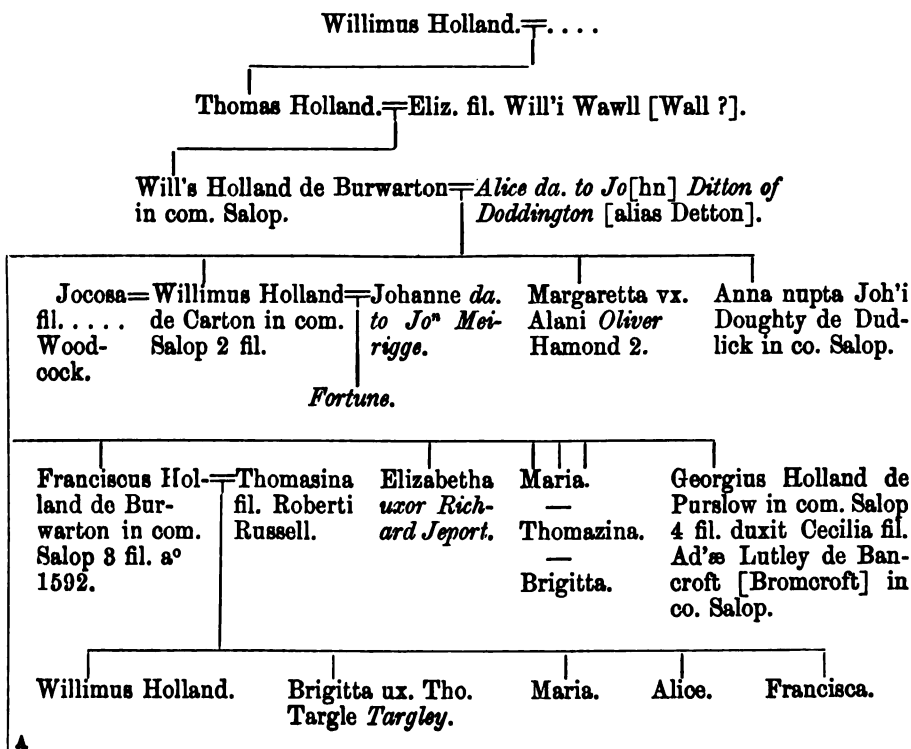 Willimus Holland.=....
Thomas Holland.=Eliz. fil. Will'i Wawll [Wall ?].
Will's Holland de Burwarton=Alice da. to Jo[hn] Ditton of
in com. Salop.
Doddington [alias Detton].
Jocosa=Willimus Holland=Johanne da.
fil.....
Wood-
cock.
de Carton in com.
Salop 2 fil.
to Joⁿ Mei-
rigge.
Margaretta vx.
Alani Oliver
Hamond 2.
Anna nupta Joh'i
Doughty de Dud-
lick in co. Salop.
Fortune.
Franciscus Hol-=Thomasina
land de Bur-
warton in com.
Salop 3 fil. aº
1592.
fil. Roberti
Russell.
Elizabetha
uxor Rich-
ard Jeport.
Maria.
—
Thomazina.
—
Brigitta.
Georgius Holland de
Purslow in com. Salop
4 fil. duxit Cecilia fil.
Ad'æ Lutley de Ban-
croft [Bromcroft] in
co. Salop.
Willimus Holland.
Brigitta ux. Tho.
Targle Targley.
Maria.
Alice.
Francisca.
A